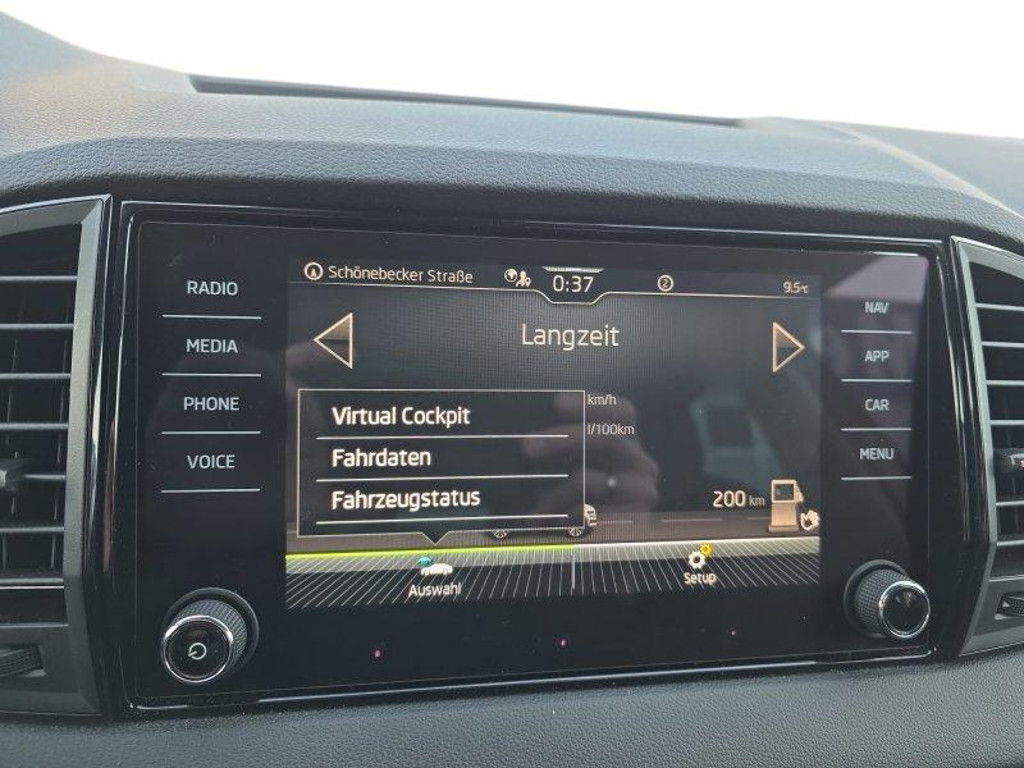 Schönebecker Straße
0:37
2
9.5°C
Langzeit
RADIO
MEDIA
PHONE
VOICE
NAV
APP
CAR
MENU
km/h
l/100km
Virtual Cockpit
Fahrdaten
Fahrzeugstatus
200 km
Auswahl
Setup